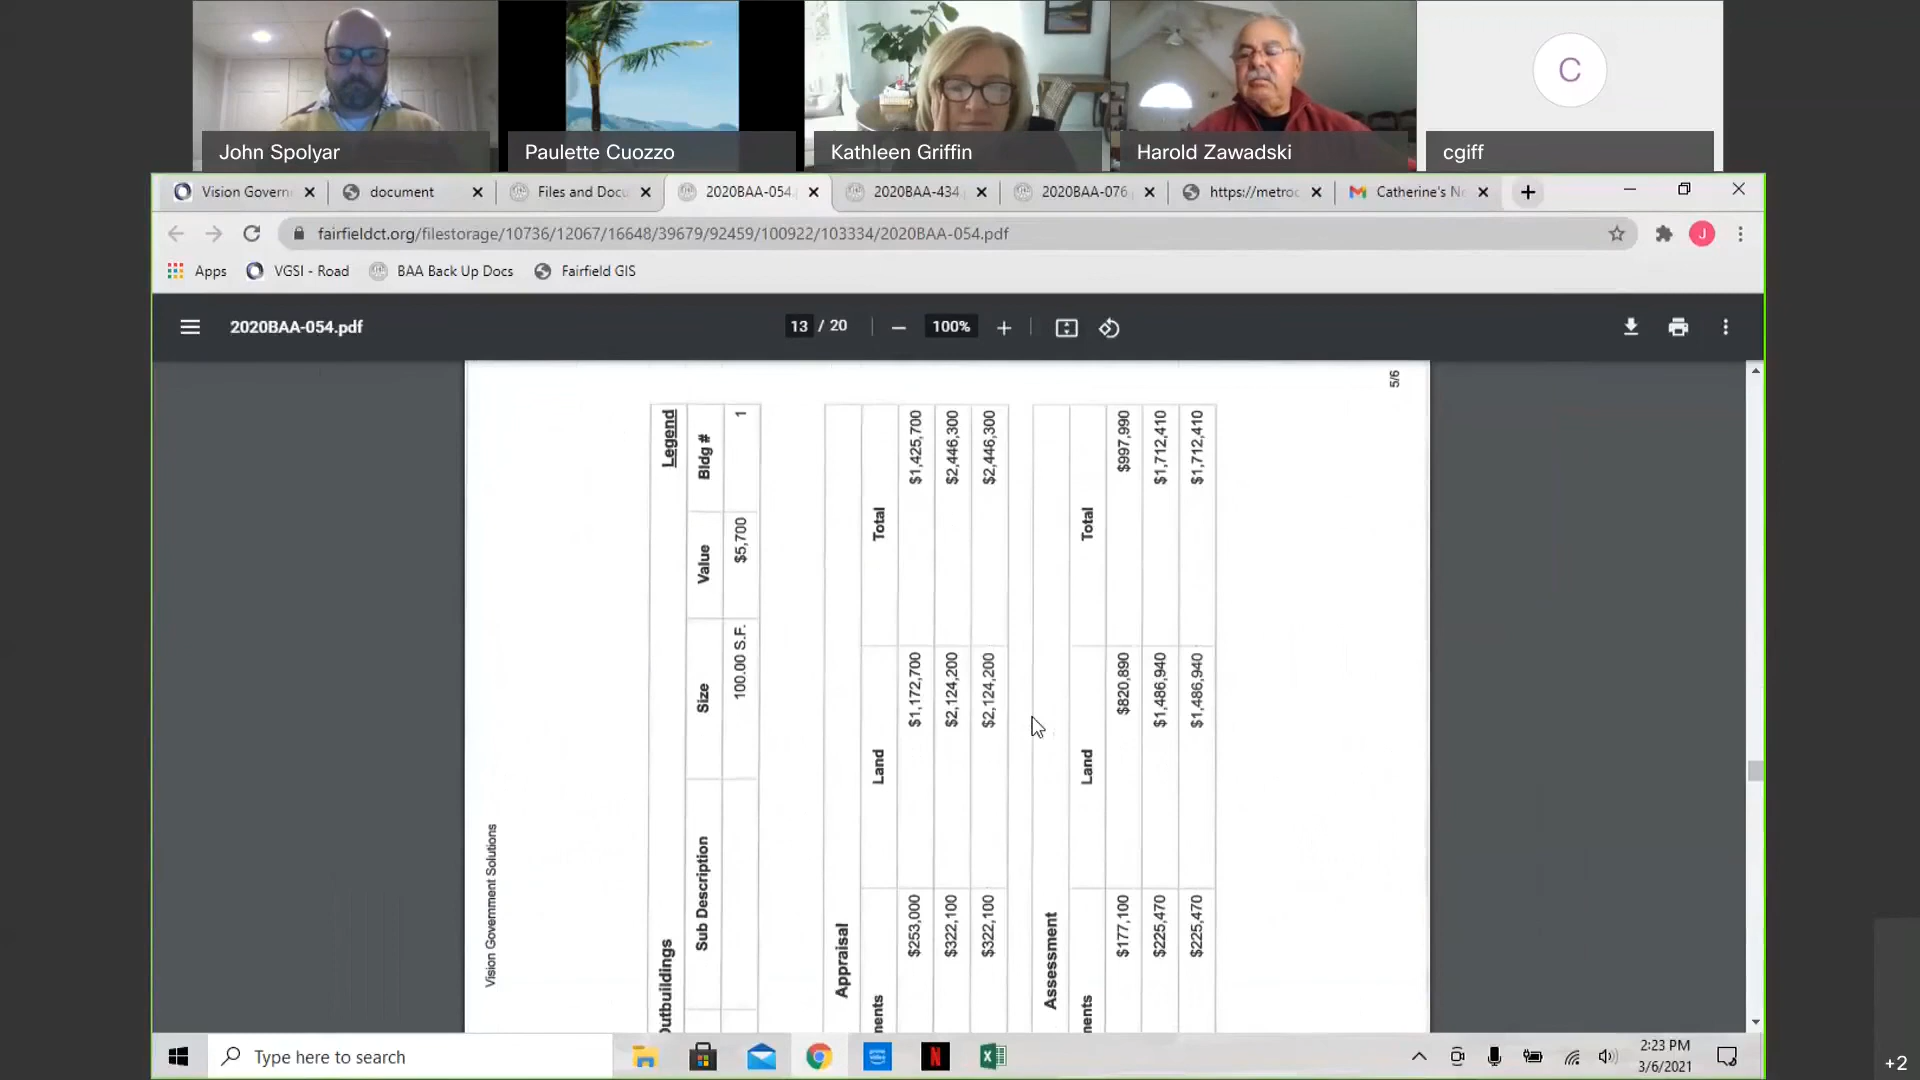 John Spolyar
Paulette Cuozzo
Kathleen Griffin
Harold Zawadski
C
cgiff
Vision Govern
document
Files and Docu
2020BAA-054.
2020BAA-434
2020BAA-076
https://metroc
Catherine's Ne
fairfieldct.org/filestorage/10736/12067/16648/39679/92459/100922/103334/2020BAA-054.pdf
J
Apps
VGSI - Road
BAA Back Up Docs
Fairfield GIS
2020BAA-054.pdf
13 / 20
100%
Vision Government Solutions
5/6
utbuildings Legend
Sub Description Size Value Bldg #
100.00 S.F. $5,700 1
Appraisal
ments Land Total
$253,000 $1,172,700 $1,425,700
$322,100 $2,124,200 $2,446,300
$322,100 $2,124,200 $2,446,300
Assessment
ments Land Total
$177,100 $820,890 $997,990
$225,470 $1,486,940 $1,712,410
$225,470 $1,486,940 $1,712,410
Type here to search
prime video
N
2:23 PM
3/6/2021
+2